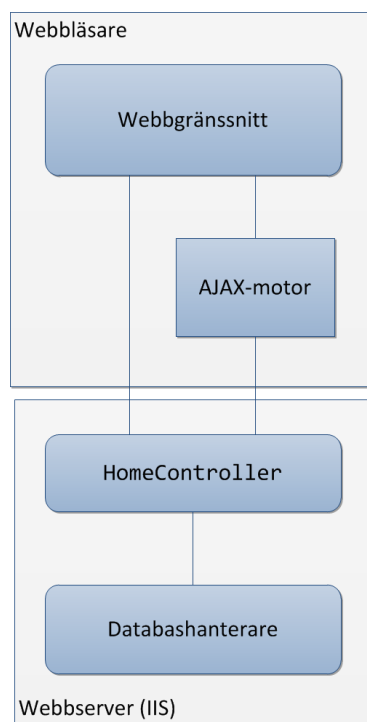 Webbläsare
Webbgränssnitt
AJAX-motor
HomeController
Databashanterare
Webbserver (IIS)